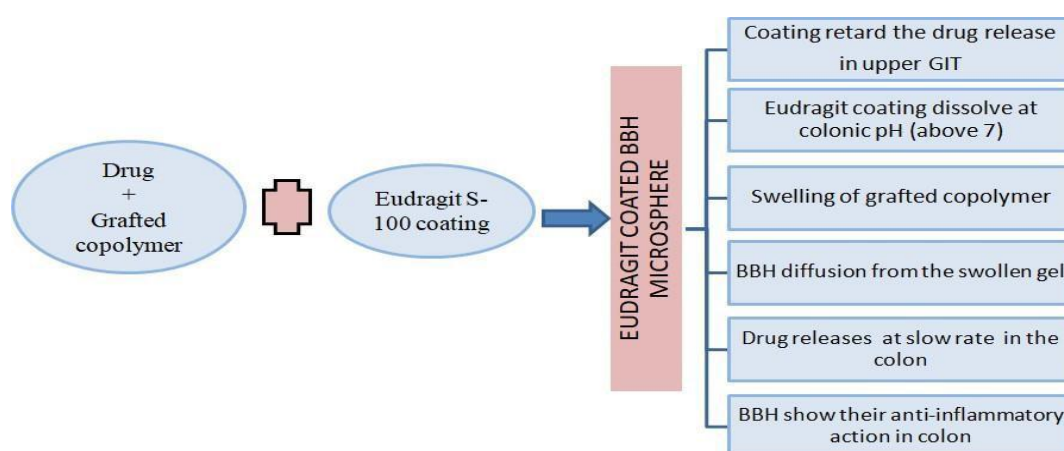 Drug
+
Grafted
copolymer
Eudragit S-
100 coating
EUDRAGIT COATED BBH
MICROSPHERE
Coating retard the drug release
in upper GIT
Eudragit coating dissolve at
colonic pH (above 7)
Swelling of grafted copolymer
BBH diffusion from the swollen gel
Drug releases at slow rate in the
colon
BBH show their anti-inflammatory
action in colon